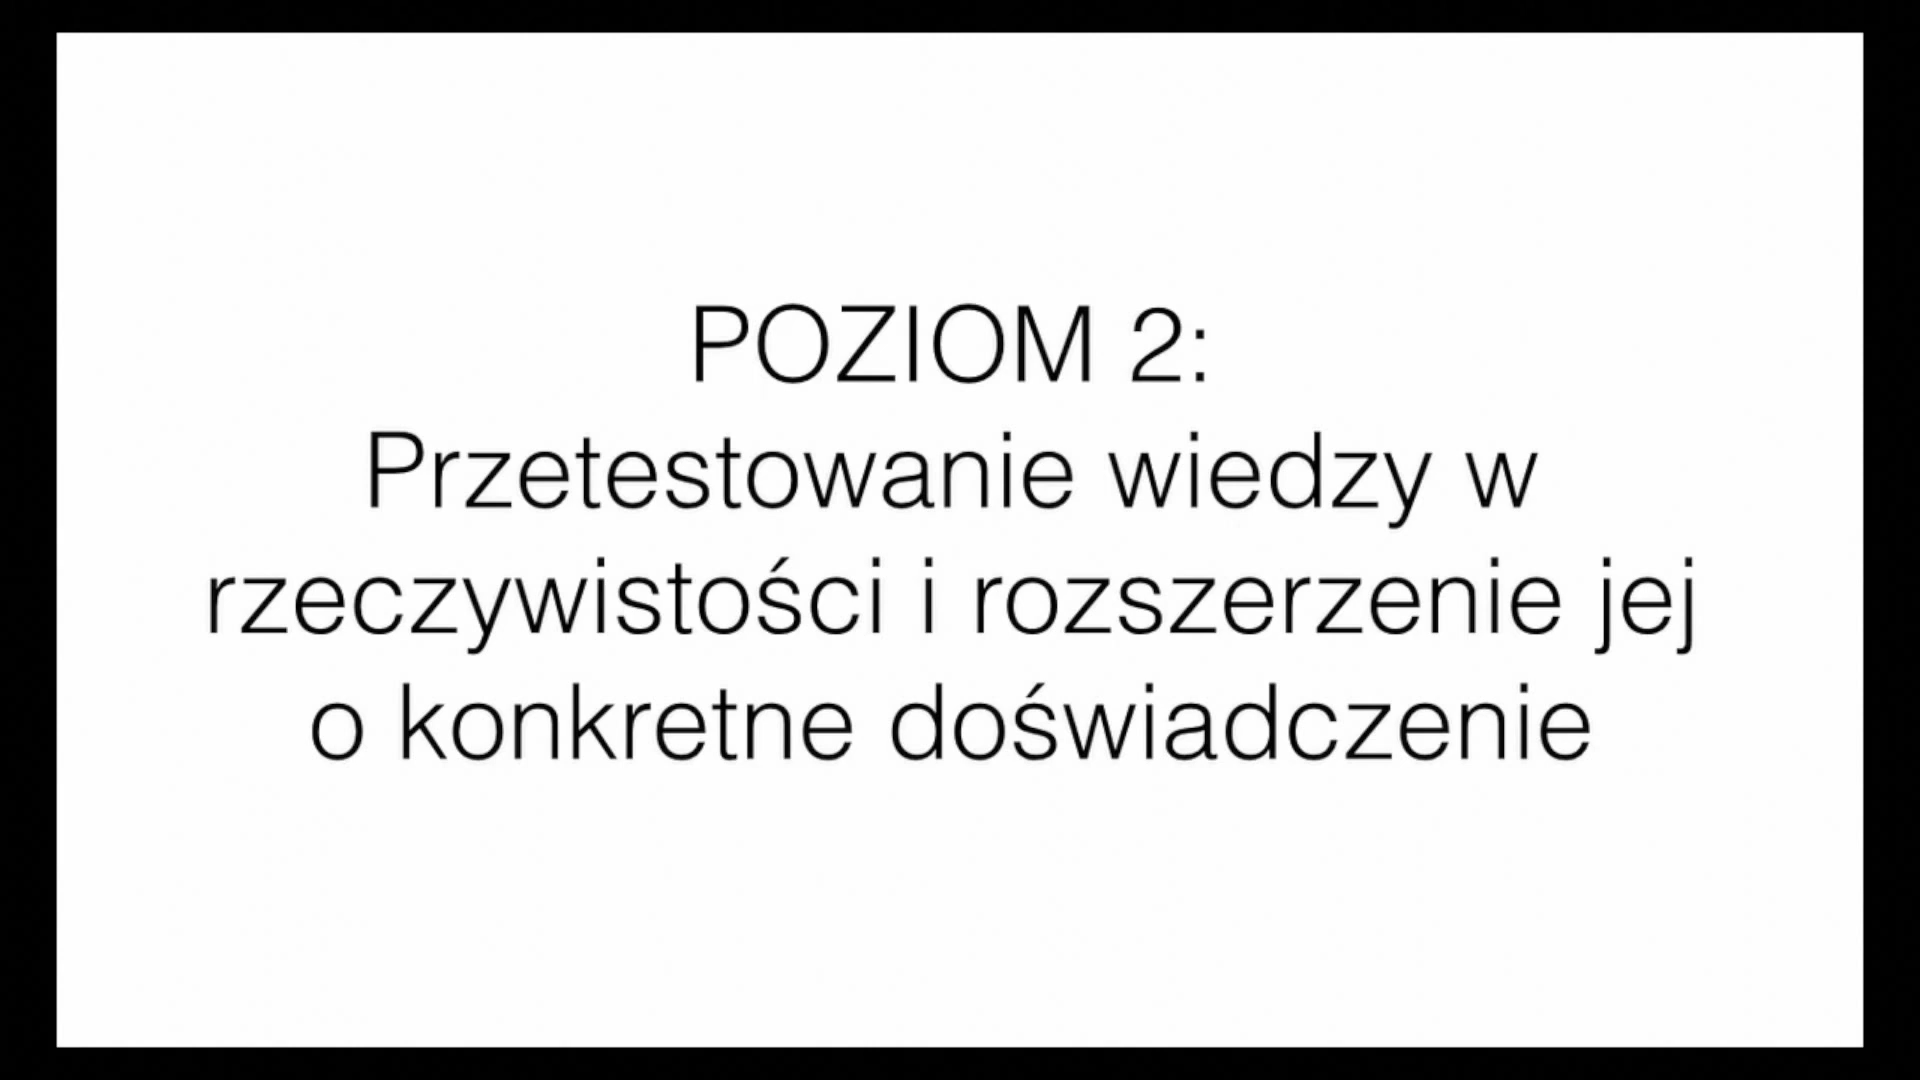 POZIOM 2:
Przetestowanie wiedzy w
rzeczywistości i rozszerzenie jej
o konkretne doświadczenie